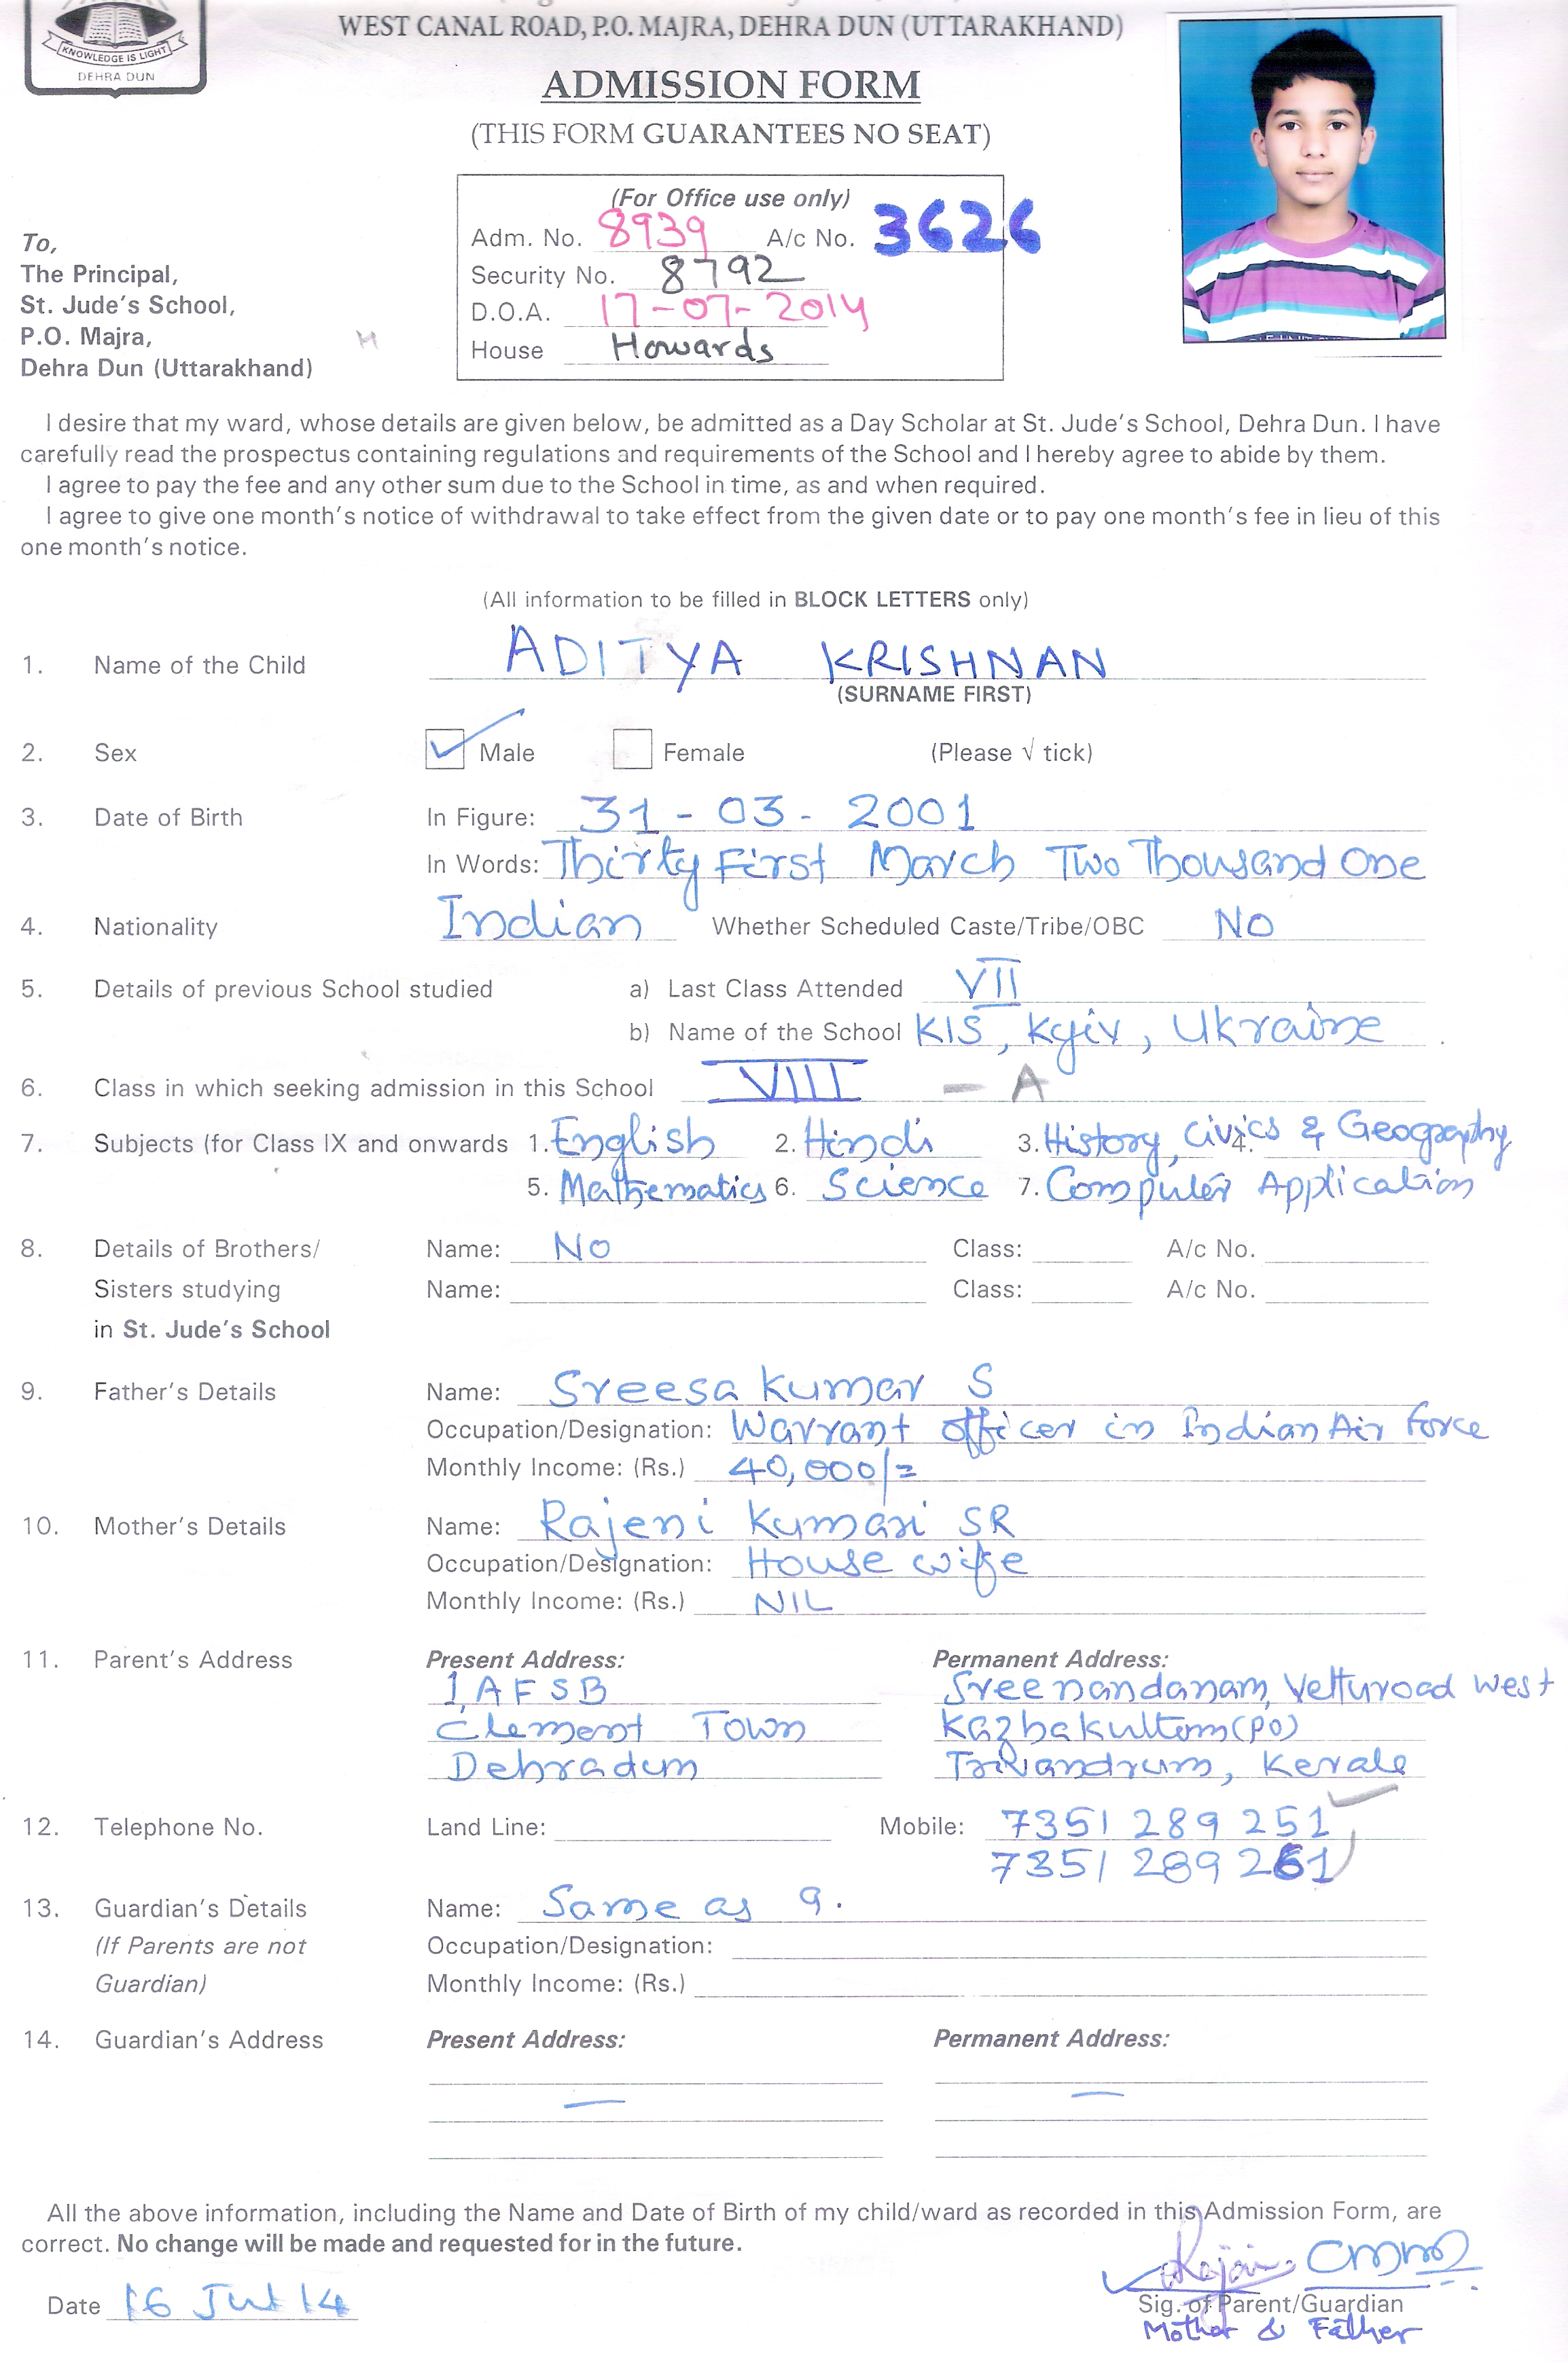 KNOWLEDGE IS LIGHT
DEHRA DUN
WEST CANAL ROAD, P.O. MAJRA, DEHRA DUN (UTTARAKHAND)
ADMISSION FORM
(THIS FORM GUARANTEES NO SEAT)
(For Office use only)
Adm. No. 8939 A/c No. 3626
Security No. 8792
D.O.A. 17-07-2014
House Howards
To,
The Principal,
St. Jude's School,
P.O. Majra,
Dehra Dun (Uttarakhand)
H
I desire that my ward, whose details are given below, be admitted as a Day Scholar at St. Jude's School, Dehra Dun. I have
carefully read the prospectus containing regulations and requirements of the School and I hereby agree to abide by them.
I agree to pay the fee and any other sum due to the School in time, as and when required.
I agree to give one month's notice of withdrawal to take effect from the given date or to pay one month's fee in lieu of this
one month's notice.
(All information to be filled in BLOCK LETTERS only)
1. Name of the Child ADITYA KRISHNAN
(SURNAME FIRST)
2. Sex ✓ Male Female (Please √ tick)
3. Date of Birth In Figure: 31 - 03 - 2001
In Words: Thirty First March Two Thousand One
4. Nationality Indian Whether Scheduled Caste/Tribe/OBC NO
5. Details of previous School studied a) Last Class Attended VII
b) Name of the School KIS, Kyiv, Ukraine
6. Class in which seeking admission in this School VIII - A
7. Subjects (for Class IX and onwards 1. English 2. Hindi 3. History, Civics & Geography 4.
5. Mathematics 6. Science 7. Computer Application
8. Details of Brothers/ Name: No Class: A/c No.
Sisters studying Name: Class: A/c No.
in St. Jude's School
9. Father's Details Name: Sreesa Kumar S
Occupation/Designation: Warrant officer in Indian Air Force
Monthly Income: (Rs.) 40,000/=
10. Mother's Details Name: Rajeni Kumari SR
Occupation/Designation: House wife
Monthly Income: (Rs.) NIL
11. Parent's Address Present Address: Permanent Address:
1 AFSB Sreenandanam, Vetturoad West
Clement Town Kazhakuttom (PO)
Dehradun Trivandrum, Kerala
12. Telephone No. Land Line: Mobile: 7351 289 251
7351 289 261
13. Guardian's Details Name: Same as 9.
(If Parents are not Occupation/Designation:
Guardian) Monthly Income: (Rs.)
14. Guardian's Address Present Address: Permanent Address:
— —
All the above information, including the Name and Date of Birth of my child/ward as recorded in this Admission Form, are
correct. No change will be made and requested for in the future.
Date 16 Jul 14
Sig. of Parent/Guardian
Mother & Father